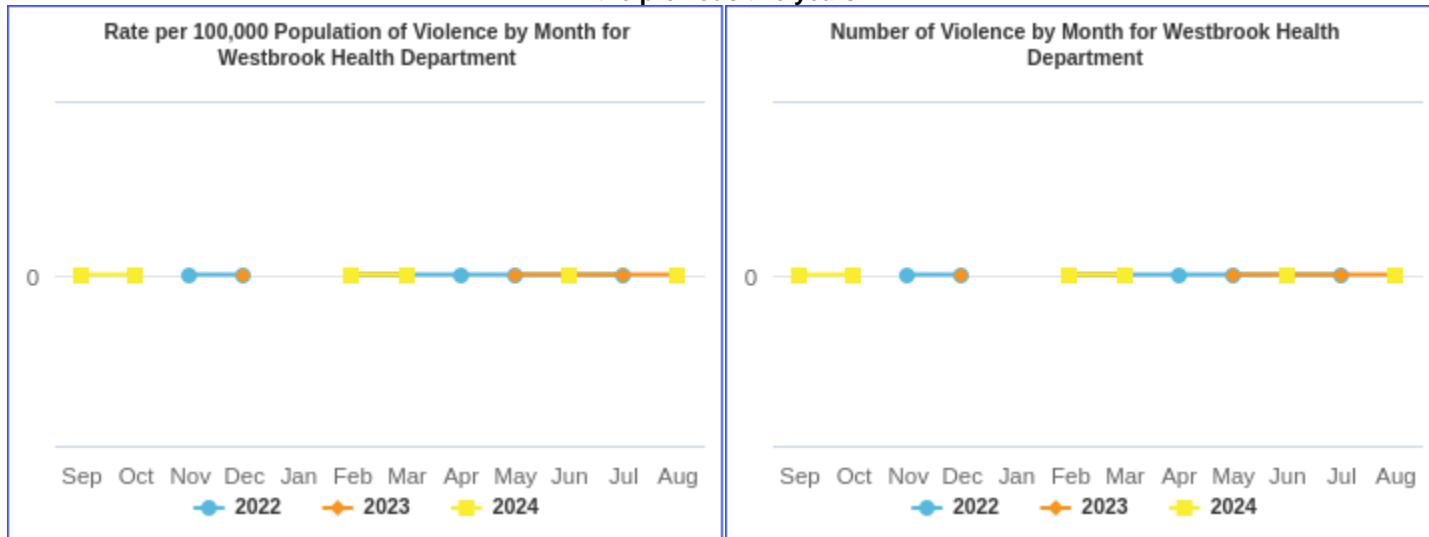 Rate per 100,000 Population of Violence by Month for
Westbrook Health Department
0
Sep Oct Nov Dec Jan Feb Mar Apr May Jun Jul Aug
2022 2023 2024
Number of Violence by Month for Westbrook Health
Department
0
Sep Oct Nov Dec Jan Feb Mar Apr May Jun Jul Aug
2022 2023 2024